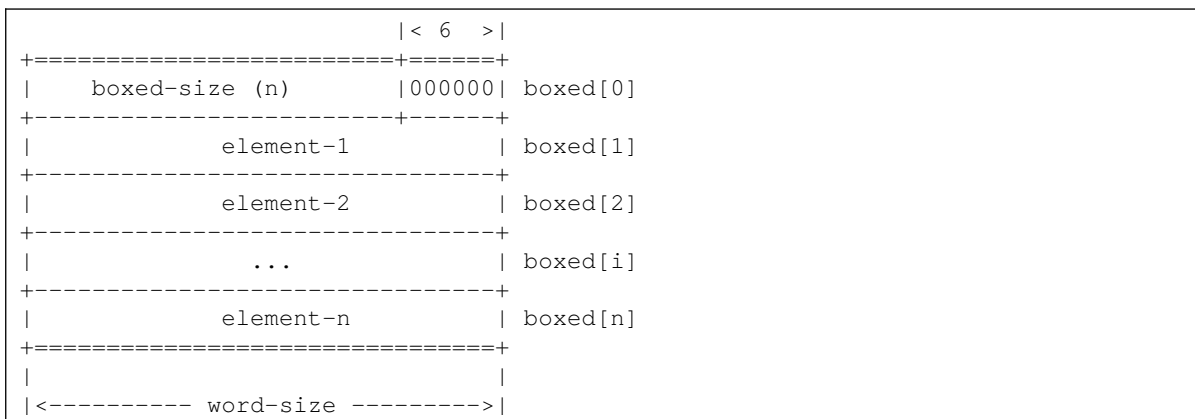 |< 6  >|
+=========================+======+
|    boxed-size (n)       |000000| boxed[0]
+-------------------------+------+
|             element-1          | boxed[1]
+--------------------------------+
|             element-2          | boxed[2]
+--------------------------------+
|               ...              | boxed[i]
+--------------------------------+
|             element-n          | boxed[n]
+================================+
|                                |
|<---------- word-size --------->|